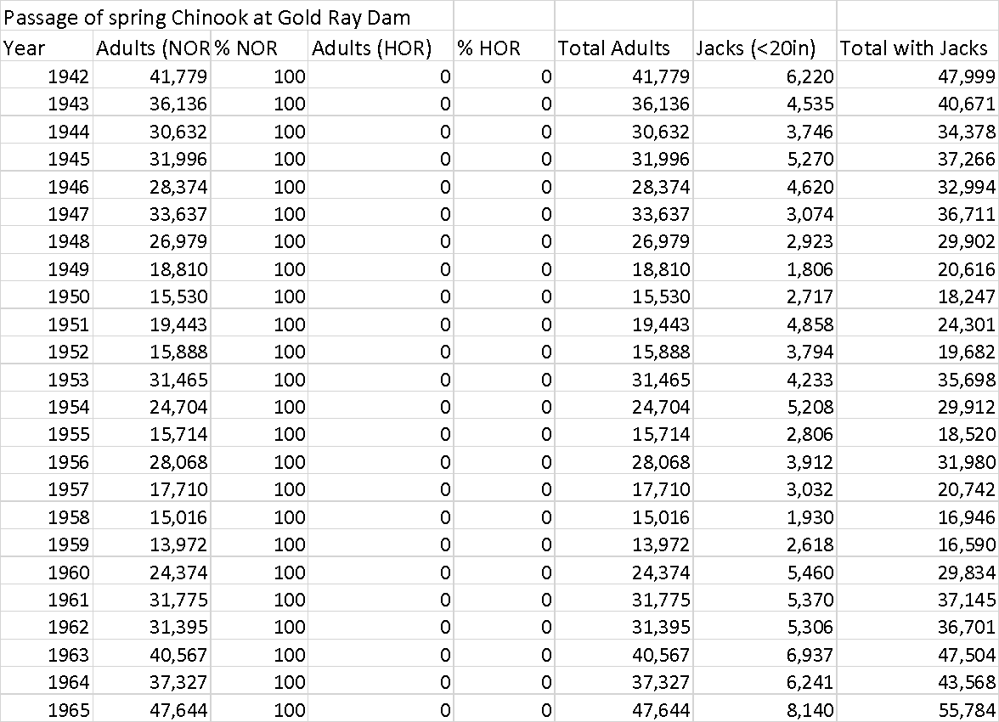 Passage of spring Chinook at Gold Ray Dam
Year Adults (NOR % NOR Adults (HOR) % HOR Total Adults Jacks (<20in) Total with Jacks
1942 41,779 100 0 0 41,779 6,220 47,999
1943 36,136 100 0 0 36,136 4,535 40,671
1944 30,632 100 0 0 30,632 3,746 34,378
1945 31,996 100 0 0 31,996 5,270 37,266
1946 28,374 100 0 0 28,374 4,620 32,994
1947 33,637 100 0 0 33,637 3,074 36,711
1948 26,979 100 0 0 26,979 2,923 29,902
1949 18,810 100 0 0 18,810 1,806 20,616
1950 15,530 100 0 0 15,530 2,717 18,247
1951 19,443 100 0 0 19,443 4,858 24,301
1952 15,888 100 0 0 15,888 3,794 19,682
1953 31,465 100 0 0 31,465 4,233 35,698
1954 24,704 100 0 0 24,704 5,208 29,912
1955 15,714 100 0 0 15,714 2,806 18,520
1956 28,068 100 0 0 28,068 3,912 31,980
1957 17,710 100 0 0 17,710 3,032 20,742
1958 15,016 100 0 0 15,016 1,930 16,946
1959 13,972 100 0 0 13,972 2,618 16,590
1960 24,374 100 0 0 24,374 5,460 29,834
1961 31,775 100 0 0 31,775 5,370 37,145
1962 31,395 100 0 0 31,395 5,306 36,701
1963 40,567 100 0 0 40,567 6,937 47,504
1964 37,327 100 0 0 37,327 6,241 43,568
1965 47,644 100 0 0 47,644 8,140 55,784